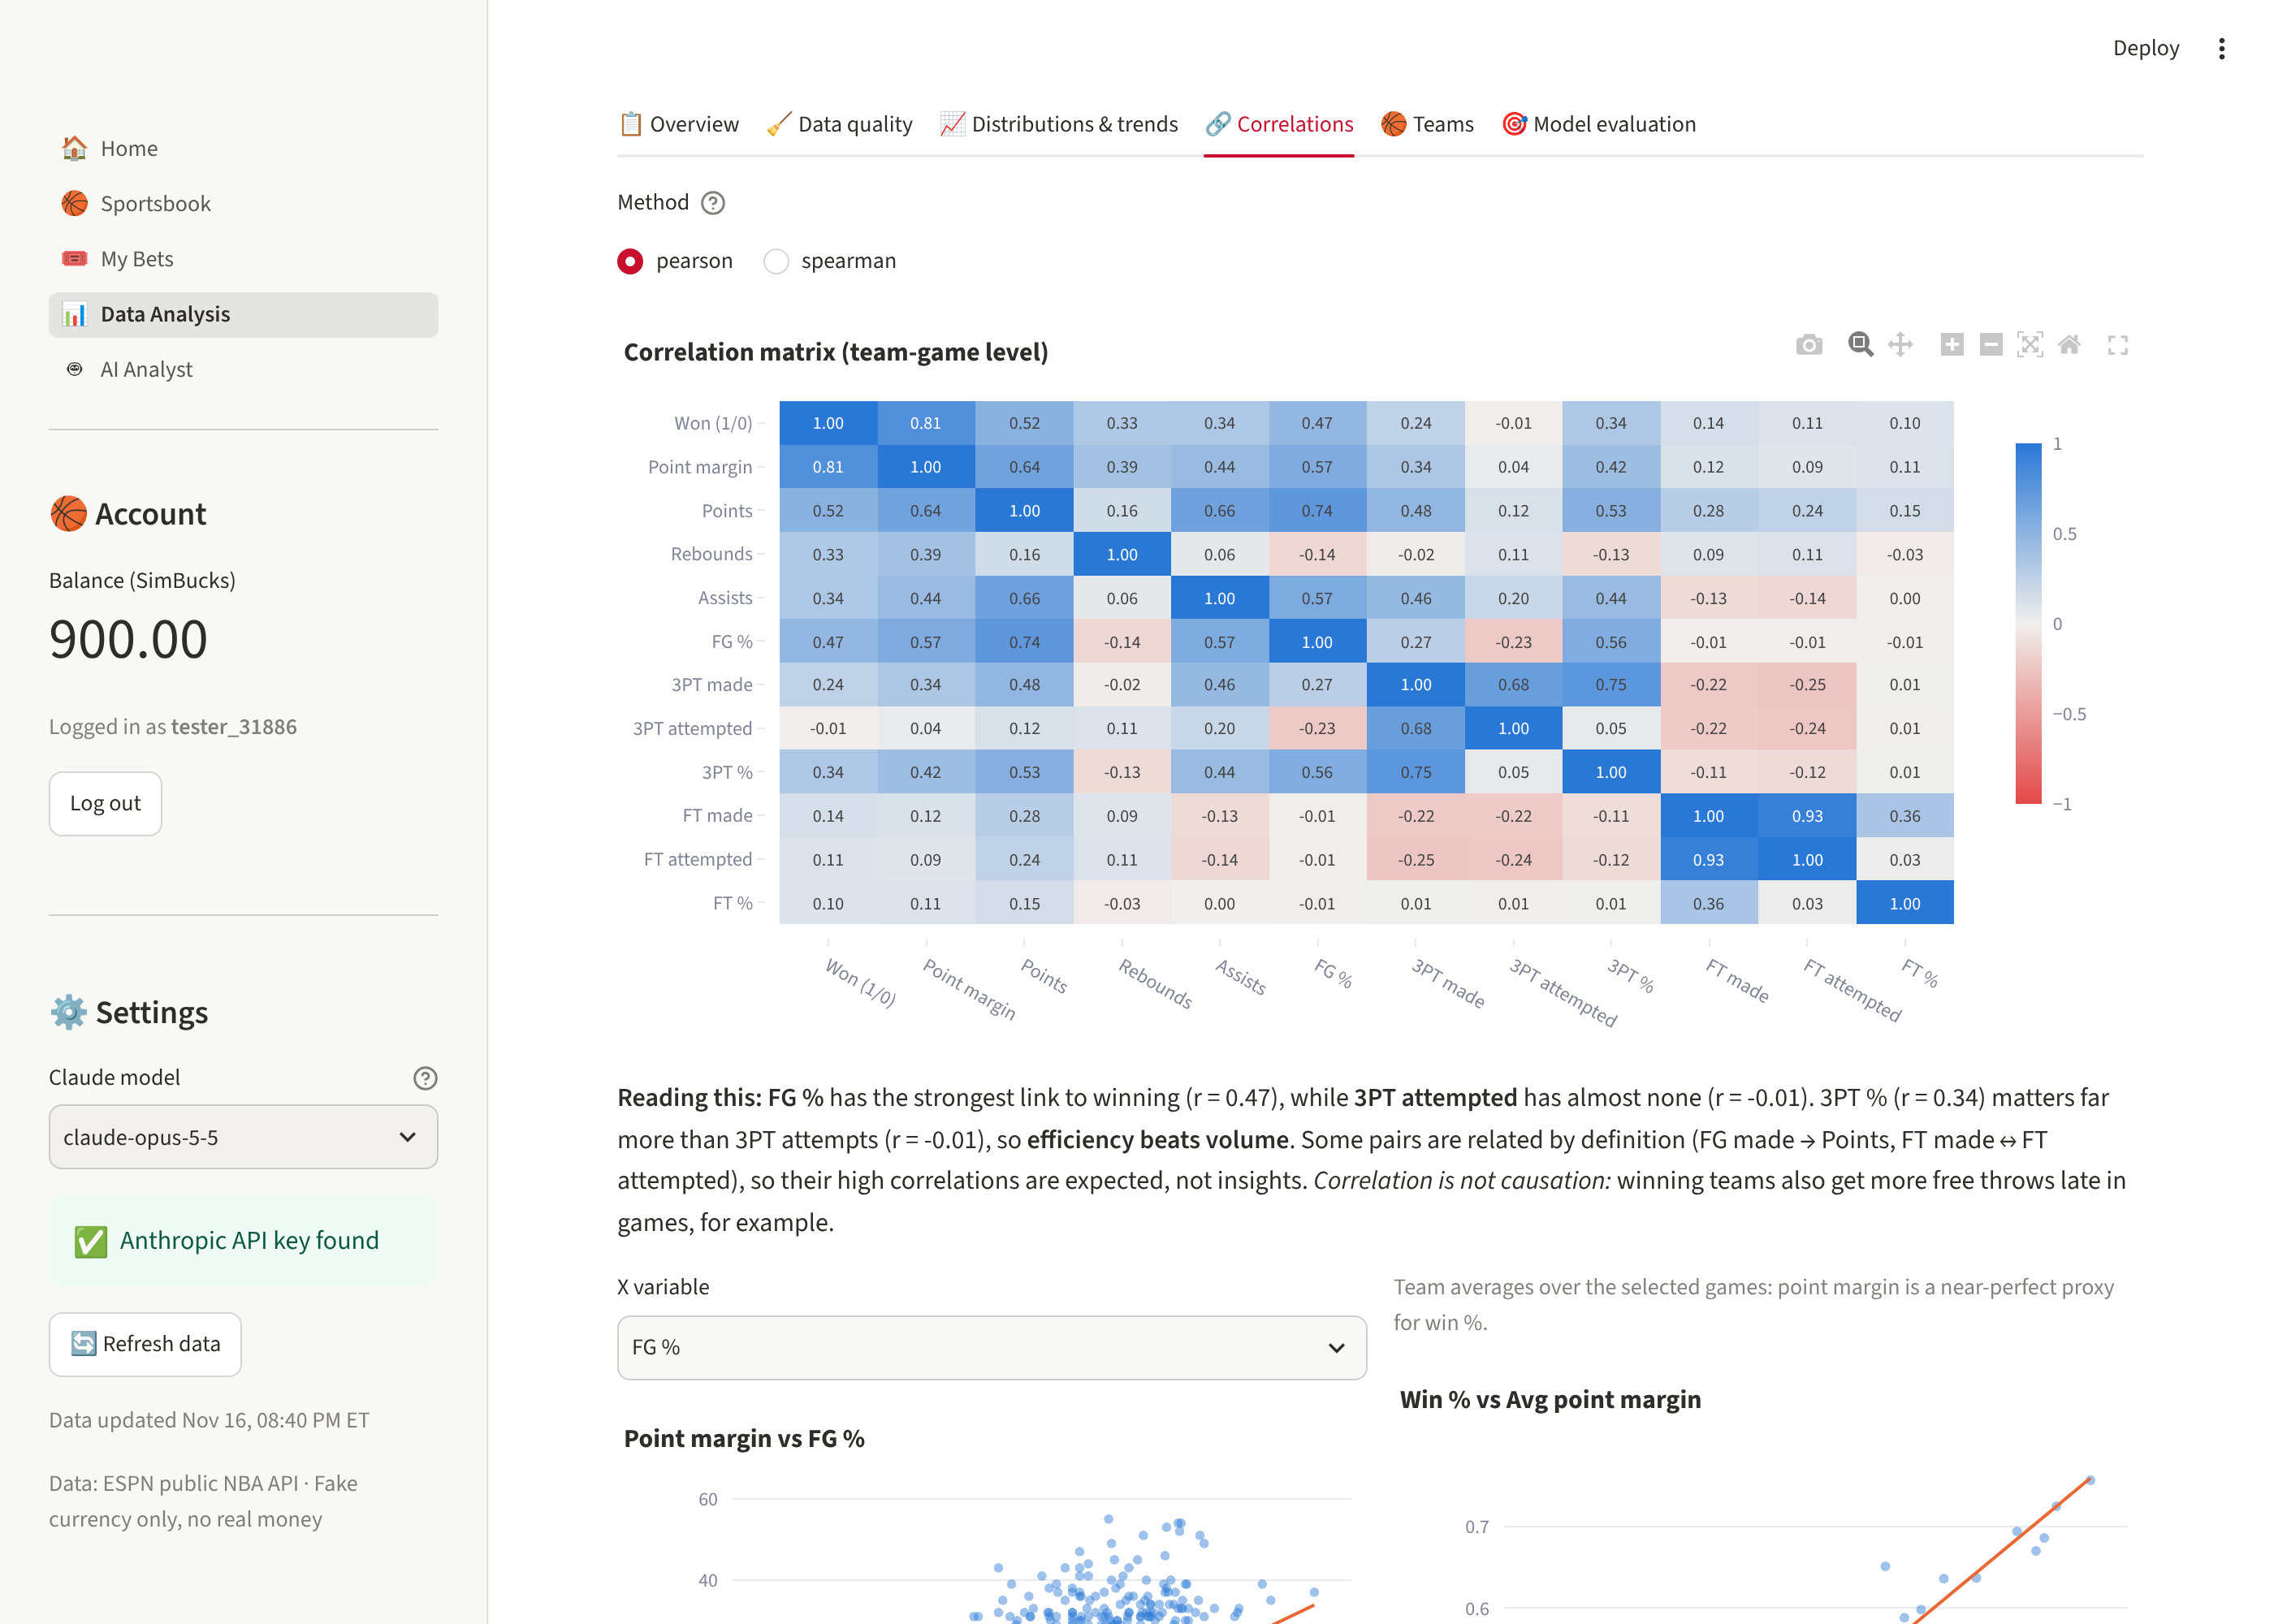 Deploy
Home
Sportsbook
My Bets
Data Analysis
AI Analyst
Account
Balance (SimBucks)
900.00
Logged in as tester_31886
Log out
Settings
Claude model
claude-opus-5-5
Anthropic API key found
Refresh data
Data updated Nov 16, 08:40 PM ET
Data: ESPN public NBA API · Fake
currency only, no real money
Overview Data quality Distributions & trends Correlations Teams Model evaluation
Method
pearson spearman
Correlation matrix (team-game level)
Won (1/0) 1.00 0.81 0.52 0.33 0.34 0.47 0.24 -0.01 0.34 0.14 0.11 0.10
Point margin 0.81 1.00 0.64 0.39 0.44 0.57 0.34 0.04 0.42 0.12 0.09 0.11
Points 0.52 0.64 1.00 0.16 0.66 0.74 0.48 0.12 0.53 0.28 0.24 0.15
Rebounds 0.33 0.39 0.16 1.00 0.06 -0.14 -0.02 0.11 -0.13 0.09 0.11 -0.03
Assists 0.34 0.44 0.66 0.06 1.00 0.57 0.46 0.20 0.44 -0.13 -0.14 0.00
FG % 0.47 0.57 0.74 -0.14 0.57 1.00 0.27 -0.23 0.56 -0.01 -0.01 -0.01
3PT made 0.24 0.34 0.48 -0.02 0.46 0.27 1.00 0.68 0.75 -0.22 -0.25 0.01
3PT attempted -0.01 0.04 0.12 0.11 0.20 -0.23 0.68 1.00 0.05 -0.22 -0.24 0.01
3PT % 0.34 0.42 0.53 -0.13 0.44 0.56 0.75 0.05 1.00 -0.11 -0.12 0.01
FT made 0.14 0.12 0.28 0.09 -0.13 -0.01 -0.22 -0.22 -0.11 1.00 0.93 0.36
FT attempted 0.11 0.09 0.24 0.11 -0.14 -0.01 -0.25 -0.24 -0.12 0.93 1.00 0.03
FT % 0.10 0.11 0.15 -0.03 0.00 -0.01 0.01 0.01 0.01 0.36 0.03 1.00
Won (1/0) Point margin Points Rebounds Assists FG % 3PT made 3PT attempted 3PT % FT made FT attempted FT %
1
0.5
0
−0.5
−1
Reading this: FG % has the strongest link to winning (r = 0.47), while 3PT attempted has almost none (r = -0.01). 3PT % (r = 0.34) matters far
more than 3PT attempts (r = -0.01), so efficiency beats volume. Some pairs are related by definition (FG made → Points, FT made ↔ FT
attempted), so their high correlations are expected, not insights. Correlation is not causation: winning teams also get more free throws late in
games, for example.
X variable
FG %
Point margin vs FG %
60
40
Team averages over the selected games: point margin is a near-perfect proxy
for win %.
Win % vs Avg point margin
0.7
0.6